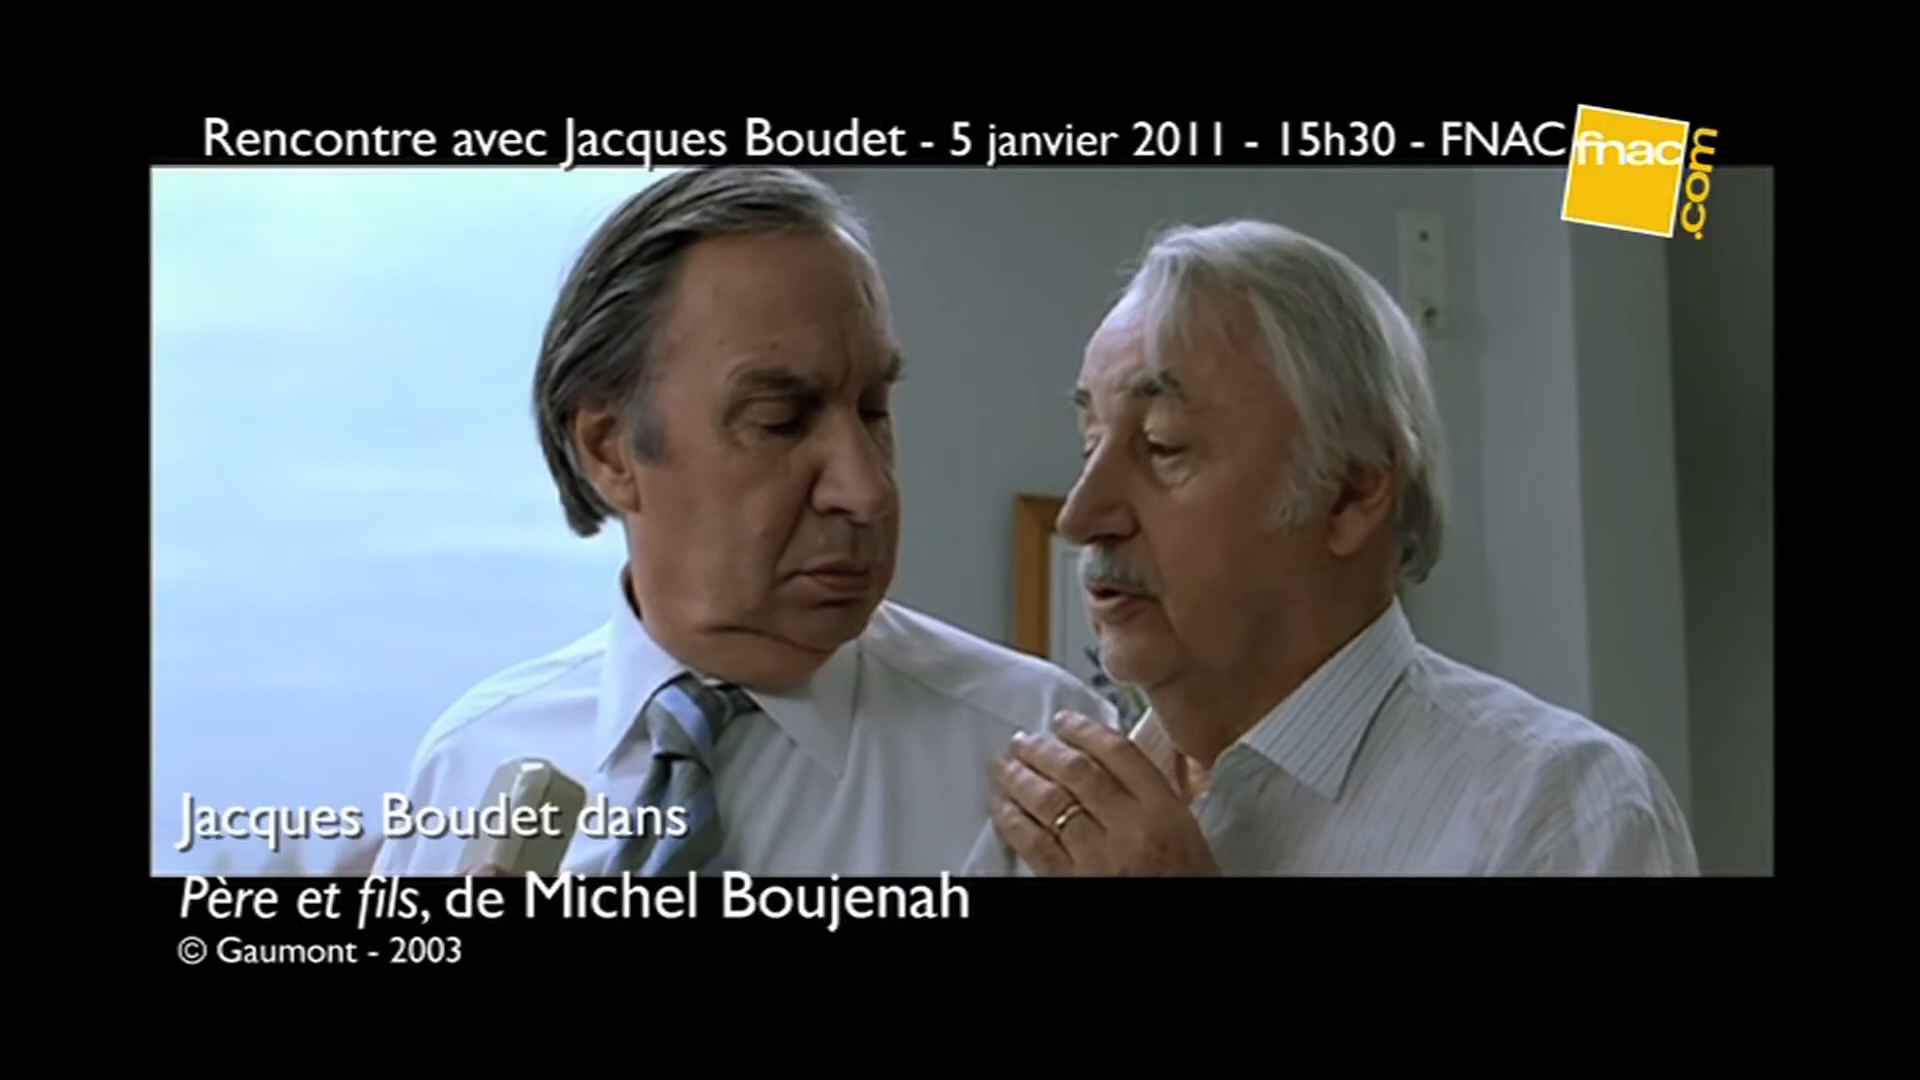 Rencontre avec Jacques Boudet - 5 janvier 2011 - 15h30 - FNAC
fnac
.com
Jacques Boudet dans
Père et fils, de Michel Boujenah
© Gaumont - 2003